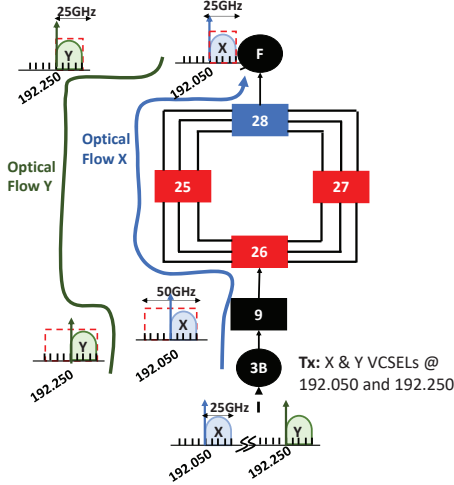 25GHz
25GHz
Y
X
F
192.250
192.050
28
Optical
Flow X
Optical
Flow Y
25
27
26
50GHz
9
X
Y
192.250
192.050
3B
Tx: X & Y VCSELs @
192.050 and 192.250
25GHz
X
Y
192.050
192.250